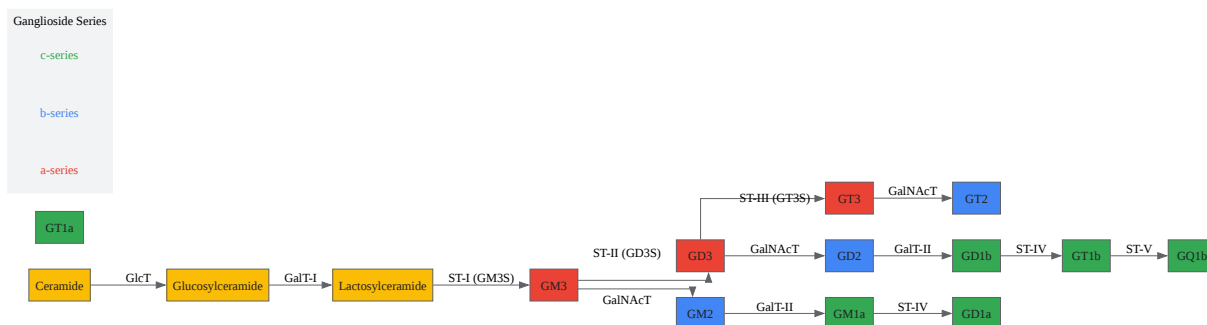 Ganglioside Series
c-series
b-series
a-series
GT1a
ST-III (GT3S)
GT3
GalNAcT
GT2
ST-II (GD3S)
GD3
GalNAcT
GD2
GalT-II
GD1b
ST-IV
GT1b
ST-V
GQ1b
Ceramide
GlcT
Glucosylceramide
GalT-I
Lactosylceramide
ST-I (GM3S)
GM3
GalNAcT
GM2
GalT-II
GM1a
ST-IV
GD1a